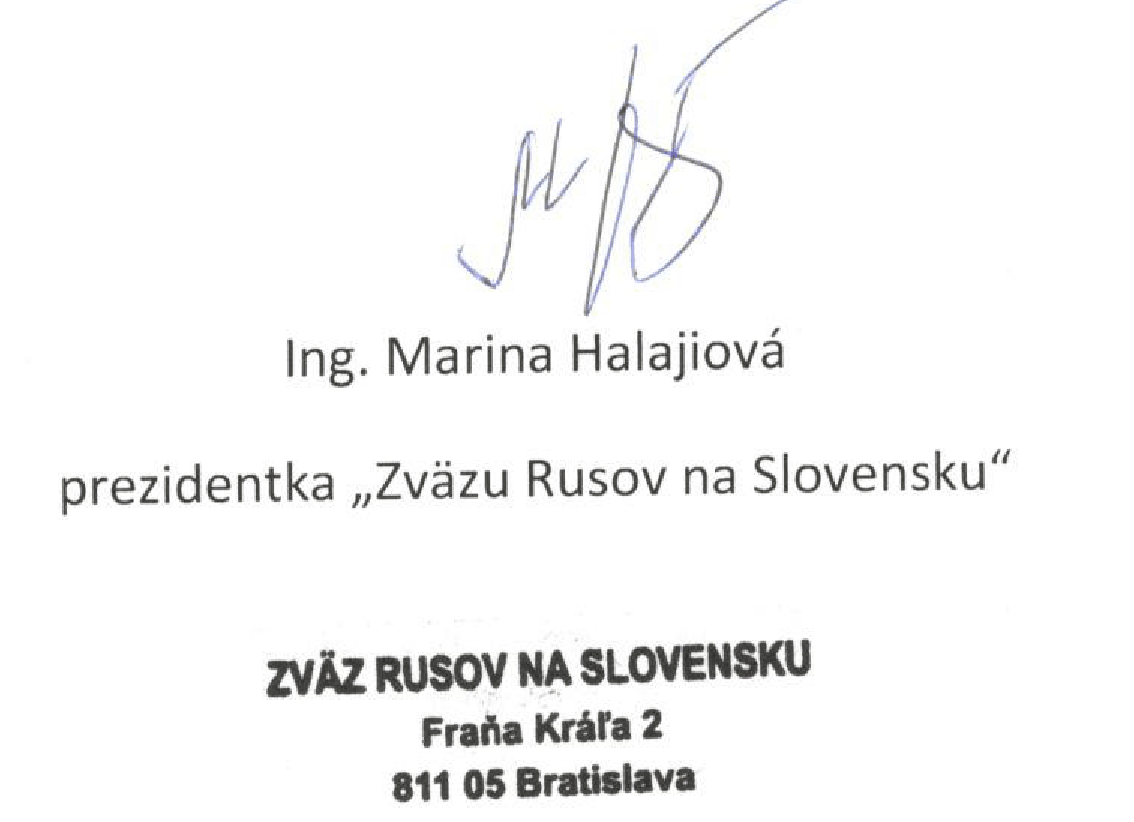 Ing. Marina Halajiová
prezidentka „Zväzu Rusov na Slovensku“
ZVÄZ RUSOV NA SLOVENSKU
Fraňa Kráľa 2
811 05 Bratislava